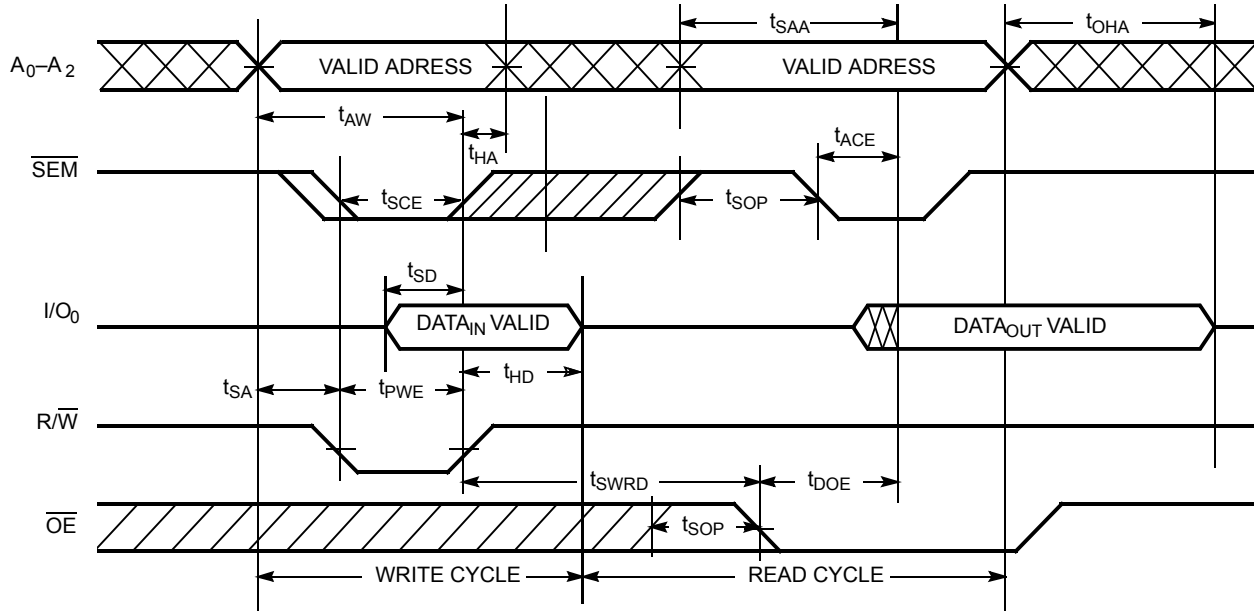 tSAA
tOHA
A0–A2
VALID ADRESS
VALID ADRESS
tAW
tHA
tACE
SEM
tSCE
tSOP
tSD
I/O0
DATAIN VALID
DATAOUT VALID
tSA
tPWE
tHD
R/W
tSWRD
tDOE
OE
tSOP
WRITE CYCLE
READ CYCLE